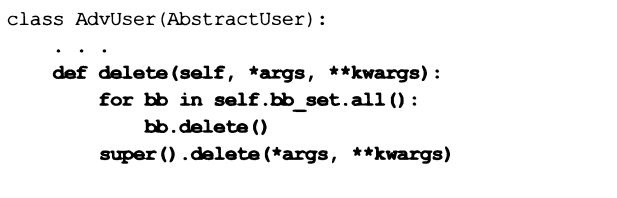 class AdvUser(AbstractUser):
. . .
def delete(self, *args, **kwargs):
for bb in self.bb_set.all():
bb.delete()
super().delete(*args, **kwargs)